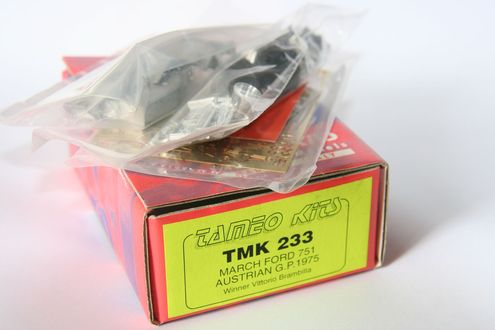 TAMEO KITS
TMK 233
MARCH FORD 751
AUSTRIAN G.P. 1975
Winner Vittorio Brambilla